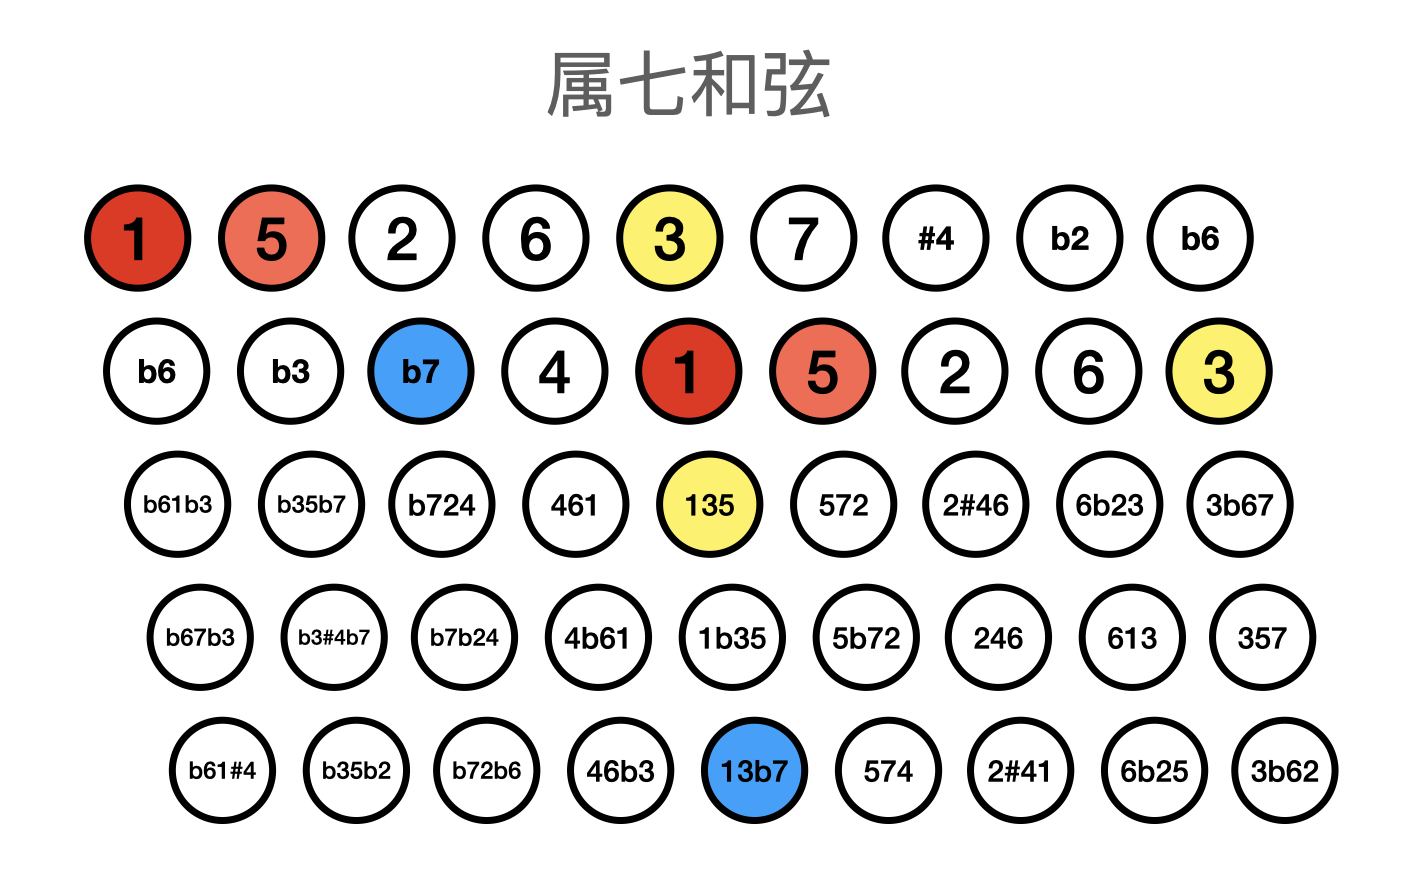 属七和弦
1 5 2 6 3 7 #4 b2 b6
b6 b3 b7 4 1 5 2 6 3
b61b3 b35b7 b724 461 135 572 2#46 6b23 3b67
b67b3 b3#4b7 b7b24 4b61 1b35 5b72 246 613 357
b61#4 b35b2 b72b6 46b3 13b7 574 2#41 6b25 3b62